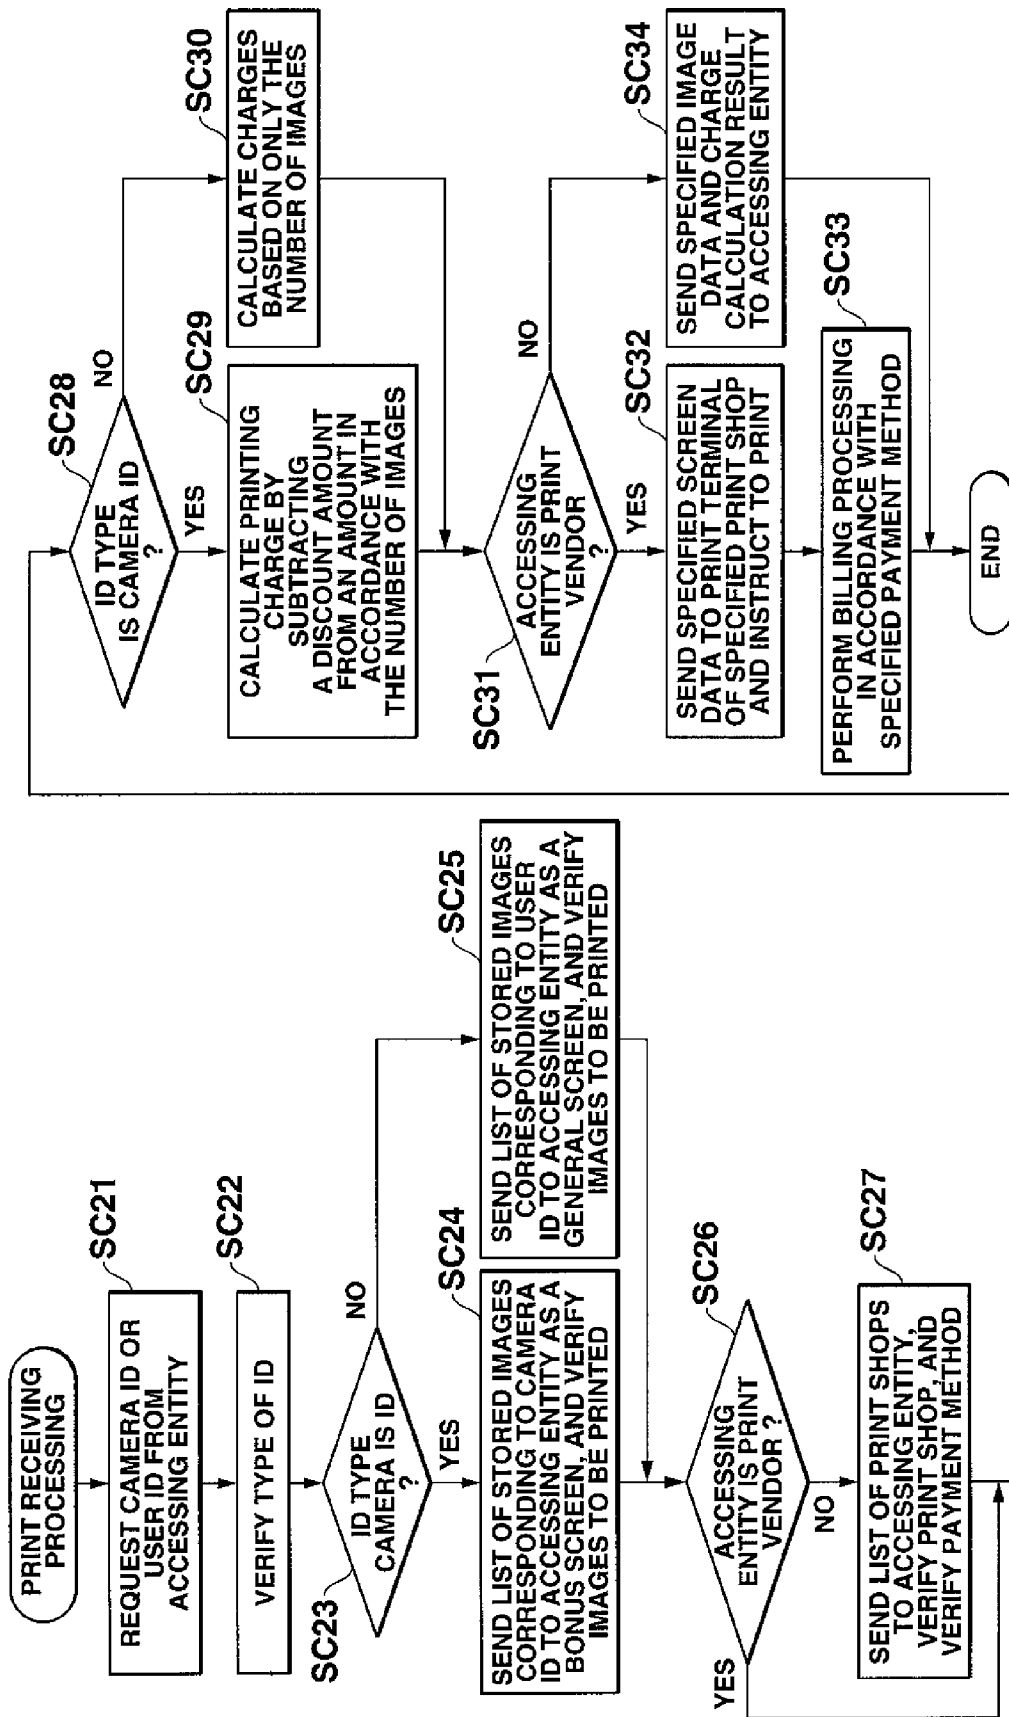 PRINT RECEIVING
PROCESSING
SC21
REQUEST CAMERA ID OR
USER ID FROM
ACCESSING ENTITY
SC22
VERIFY TYPE OF ID
SC23
ID TYPE
CAMERA IS ID
?
NO
YES
SC24
SEND LIST OF STORED IMAGES
CORRESPONDING TO CAMERA
ID TO ACCESSING ENTITY AS A
BONUS SCREEN, AND VERIFY
IMAGES TO BE PRINTED
SC25
SEND LIST OF STORED IMAGES
CORRESPONDING TO USER
ID TO ACCESSING ENTITY AS A
GENERAL SCREEN, AND VERIFY
IMAGES TO BE PRINTED
SC26
ACCESSING
ENTITY IS PRINT
VENDOR ?
YES
NO
SC27
SEND LIST OF PRINT SHOPS
TO ACCESSING ENTITY,
VERIFY PRINT SHOP, AND
VERIFY PAYMENT METHOD
SC28
ID TYPE
IS CAMERA ID
?
NO
YES
SC29
CALCULATE PRINTING
CHARGE BY
SUBTRACTING
A DISCOUNT AMOUNT
FROM AN AMOUNT IN
ACCORDANCE WITH
THE NUMBER OF IMAGES
SC30
CALCULATE CHARGES
BASED ON ONLY THE
NUMBER OF IMAGES
SC31
ACCESSING
ENTITY IS PRINT
VENDOR
?
NO
YES
SC32
SEND SPECIFIED SCREEN
DATA TO PRINT TERMINAL
OF SPECIFIED PRINT SHOP
AND INSTRUCT TO PRINT
SC33
PERFORM BILLING PROCESSING
IN ACCORDANCE WITH
SPECIFIED PAYMENT METHOD
SC34
SEND SPECIFIED IMAGE
DATA AND CHARGE
CALCULATION RESULT
TO ACCESSING ENTITY
END